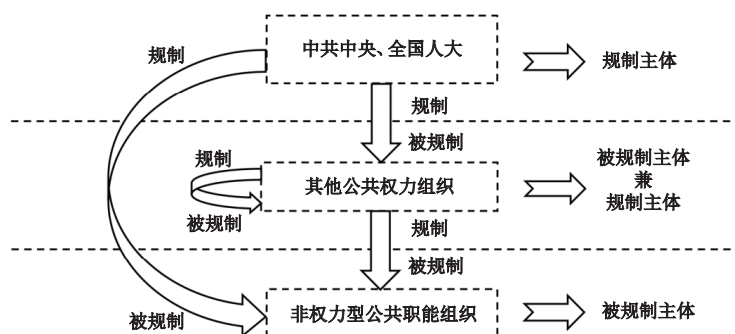 规制
中共中央、全国人大
规制主体
规制
被规制
规制
其他公共权力组织
被规制主体
兼
规制主体
被规制
规制
被规制
被规制
非权力型公共职能组织
被规制主体